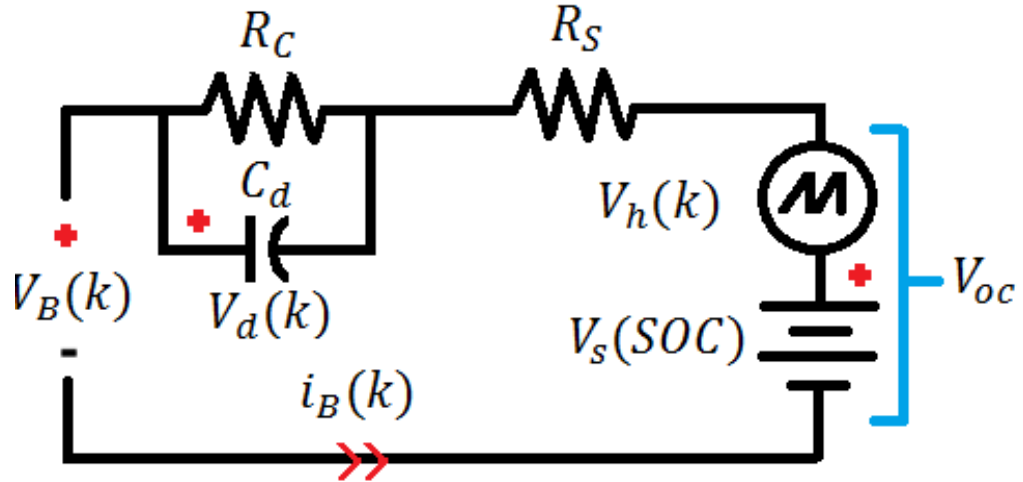 R_C
R_S
C_d
V_h(k)
V_B(k)
V_d(k)
V_s(SOC)
V_oc
i_B(k)